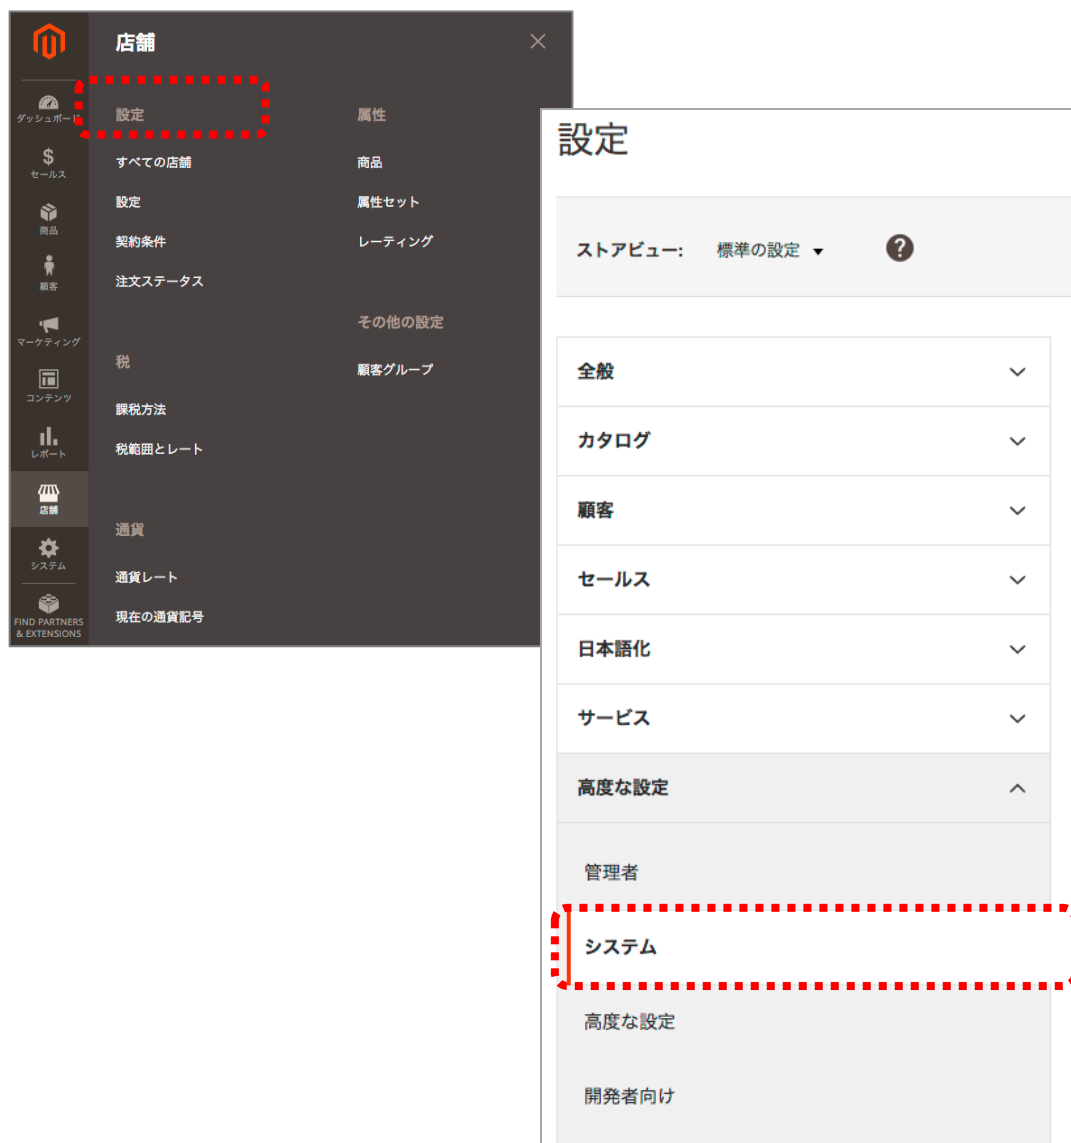 店舗
ダッシュボード
セールス
商品
顧客
マーケティング
コンテンツ
レポート
店舗
システム
FIND PARTNERS
& EXTENSIONS
設定
すべての店舗
設定
契約条件
注文ステータス
税
課税方法
税範囲とレート
通貨
通貨レート
現在の通貨記号
属性
商品
属性セット
レーティング
その他の設定
顧客グループ
設定
ストアビュー: 標準の設定
全般
カタログ
顧客
セールス
日本語化
サービス
高度な設定
管理者
システム
高度な設定
開発者向け